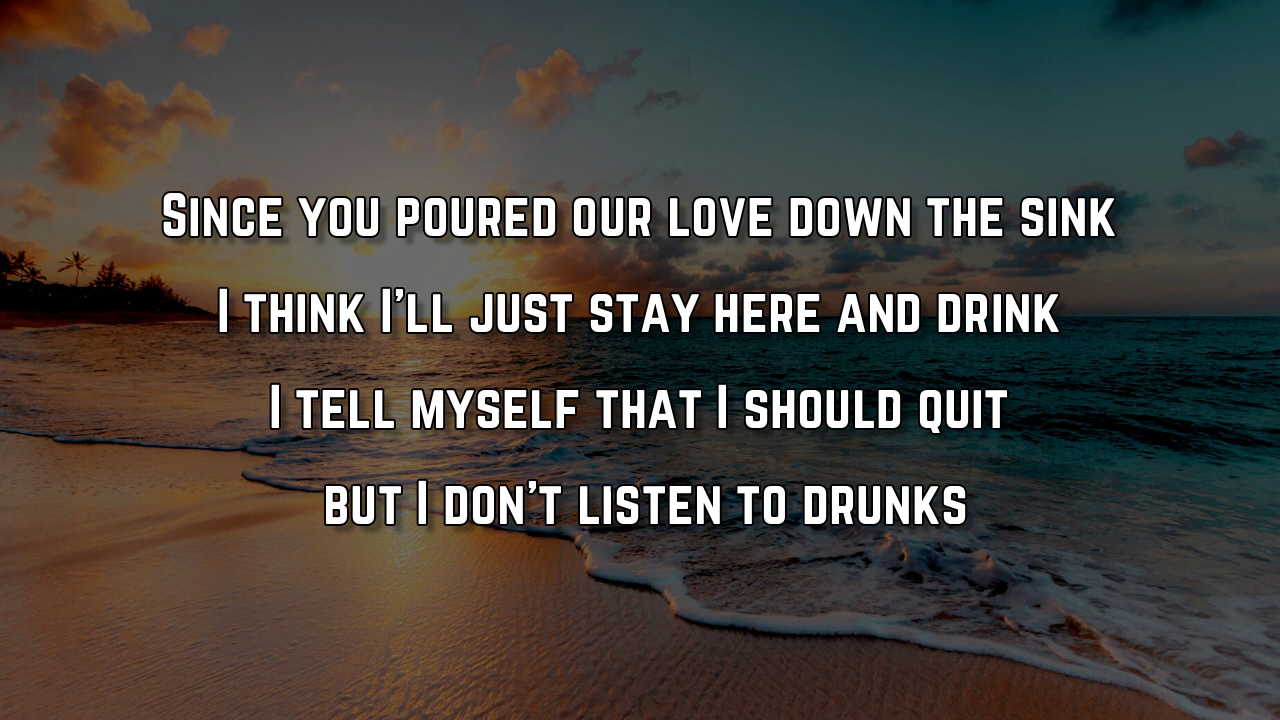 Since you poured our love down the sink
I think I'll just stay here and drink
I tell myself that I should quit
but I don't listen to drunks